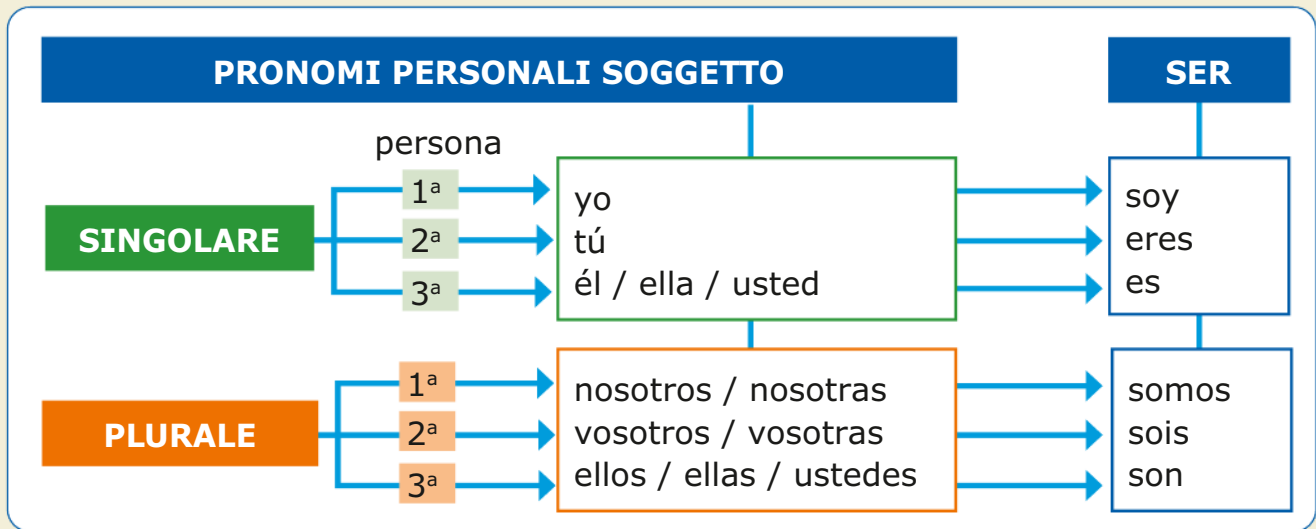 PRONOMI PERSONALI SOGGETTO
SER
persona
SINGOLARE
1ª
yo
soy
2ª
tú
eres
3ª
él / ella / usted
es
PLURALE
1ª
nosotros / nosotras
somos
2ª
vosotros / vosotras
sois
3ª
ellos / ellas / ustedes
son